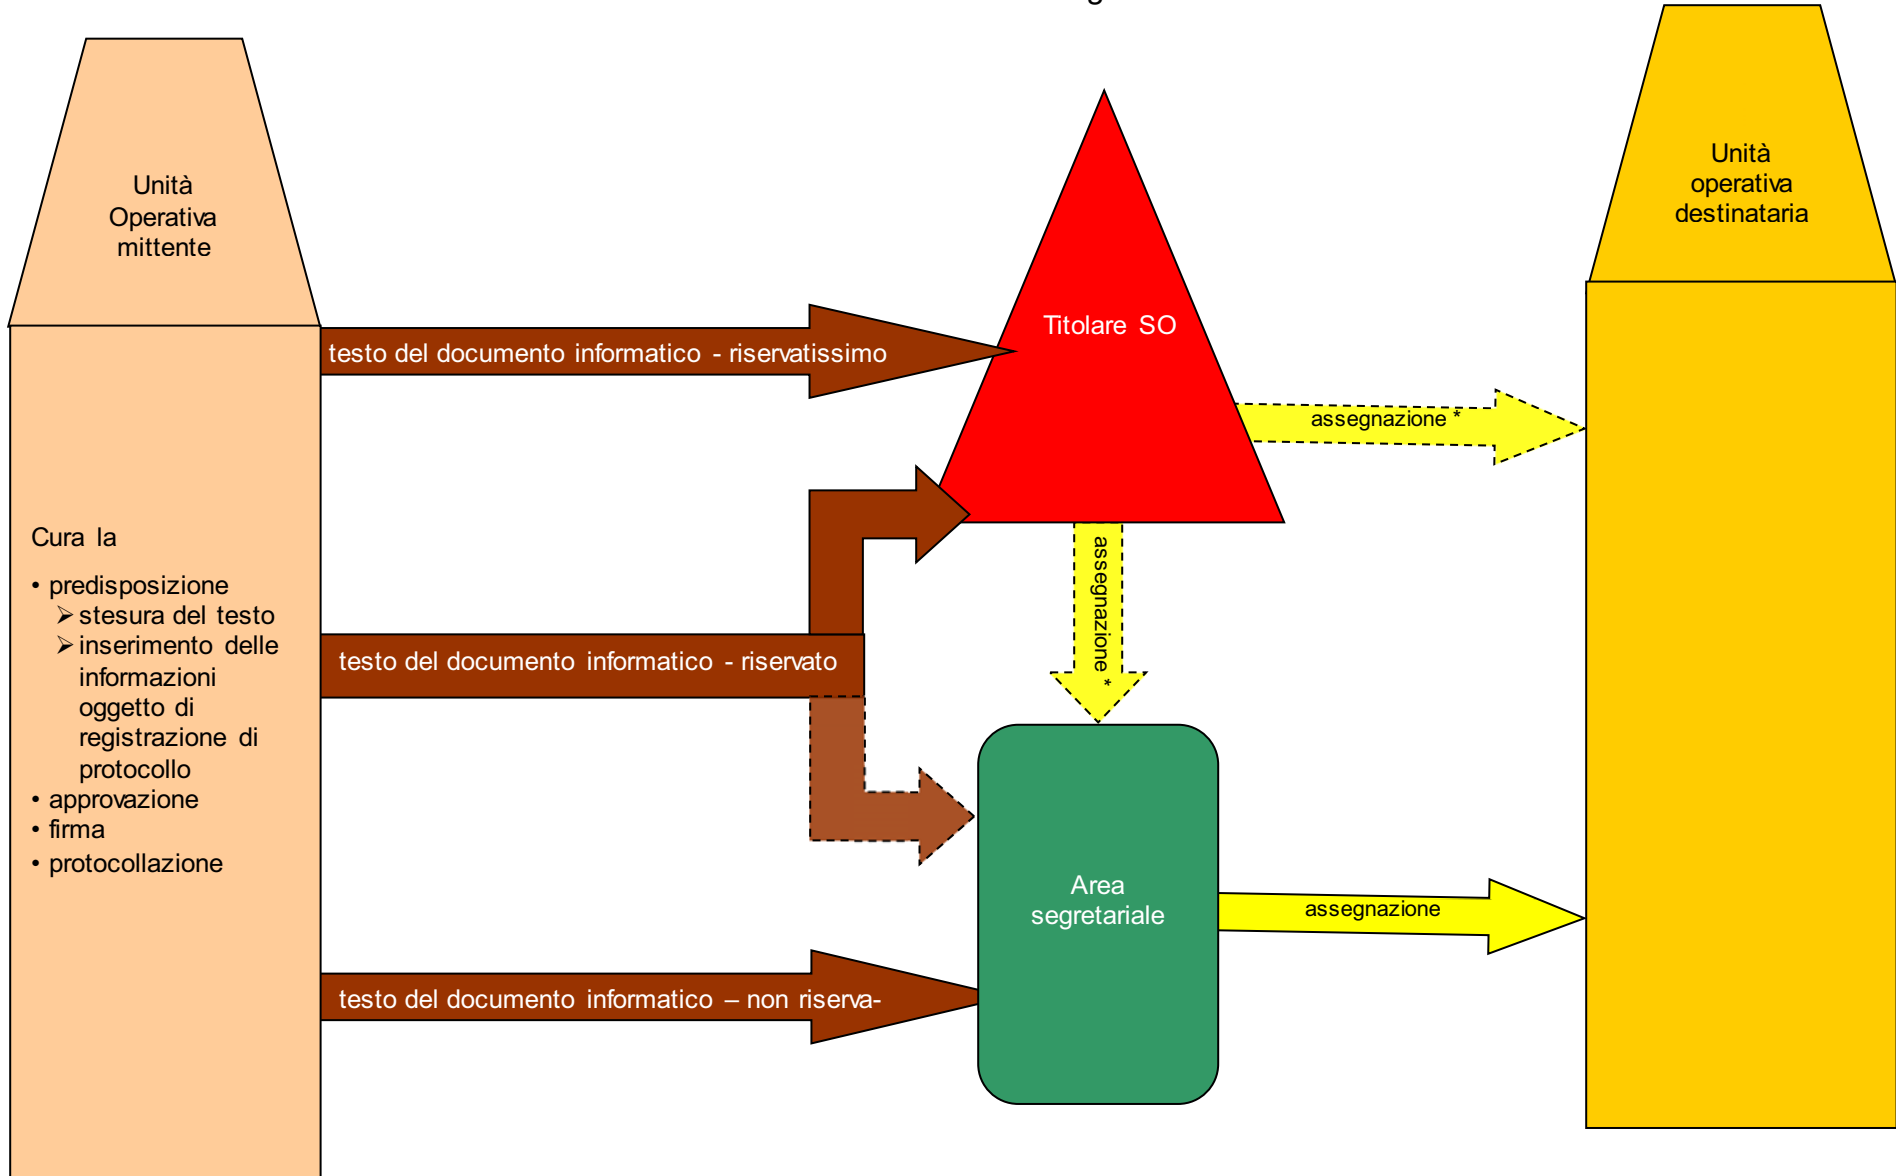 g
Unità
Operativa
mittente
Cura la
• predisposizione
➢ stesura del testo
➢ inserimento delle
informazioni
oggetto di
registrazione di
protocollo
• approvazione
• firma
• protocollazione
testo del documento informatico - riservatissimo
testo del documento informatico - riservato
testo del documento informatico – non riserva-
Titolare SO
assegnazione *
assegnazione *
Area
segretariale
assegnazione
Unità
operativa
destinataria